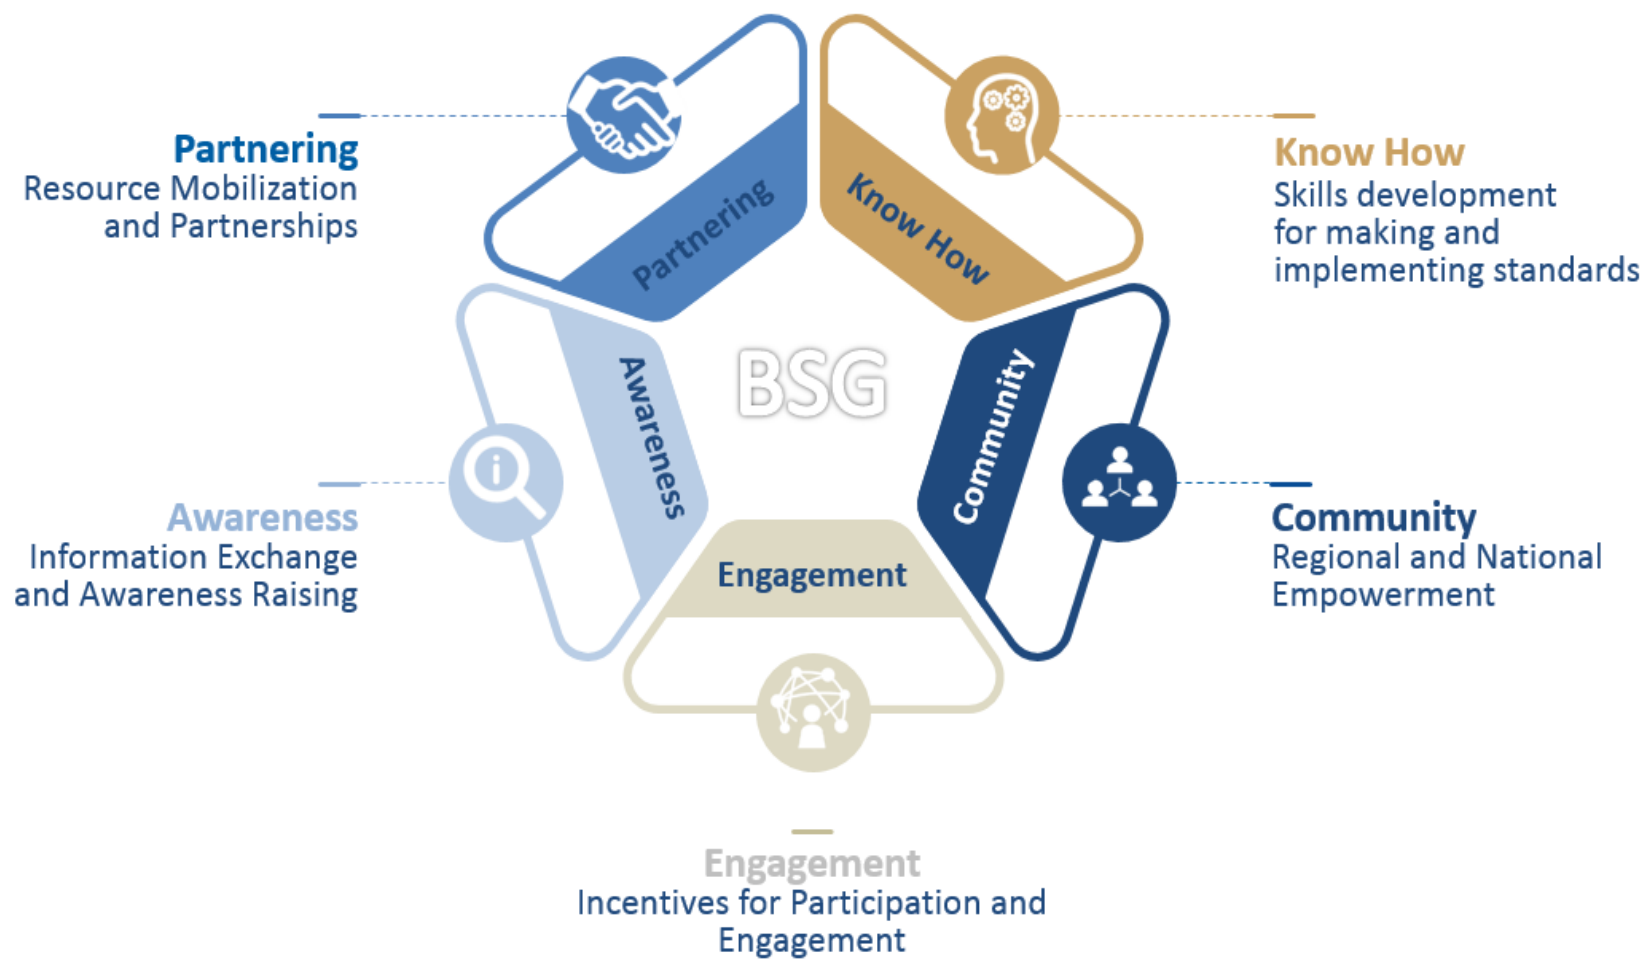 Partnering
Resource Mobilization
and Partnerships
Know How
Skills development
for making and
implementing standards
Partnering
Know How
BSG
Awareness
Community
Engagement
Awareness
Information Exchange
and Awareness Raising
Community
Regional and National
Empowerment
i
Engagement
Incentives for Participation and
Engagement